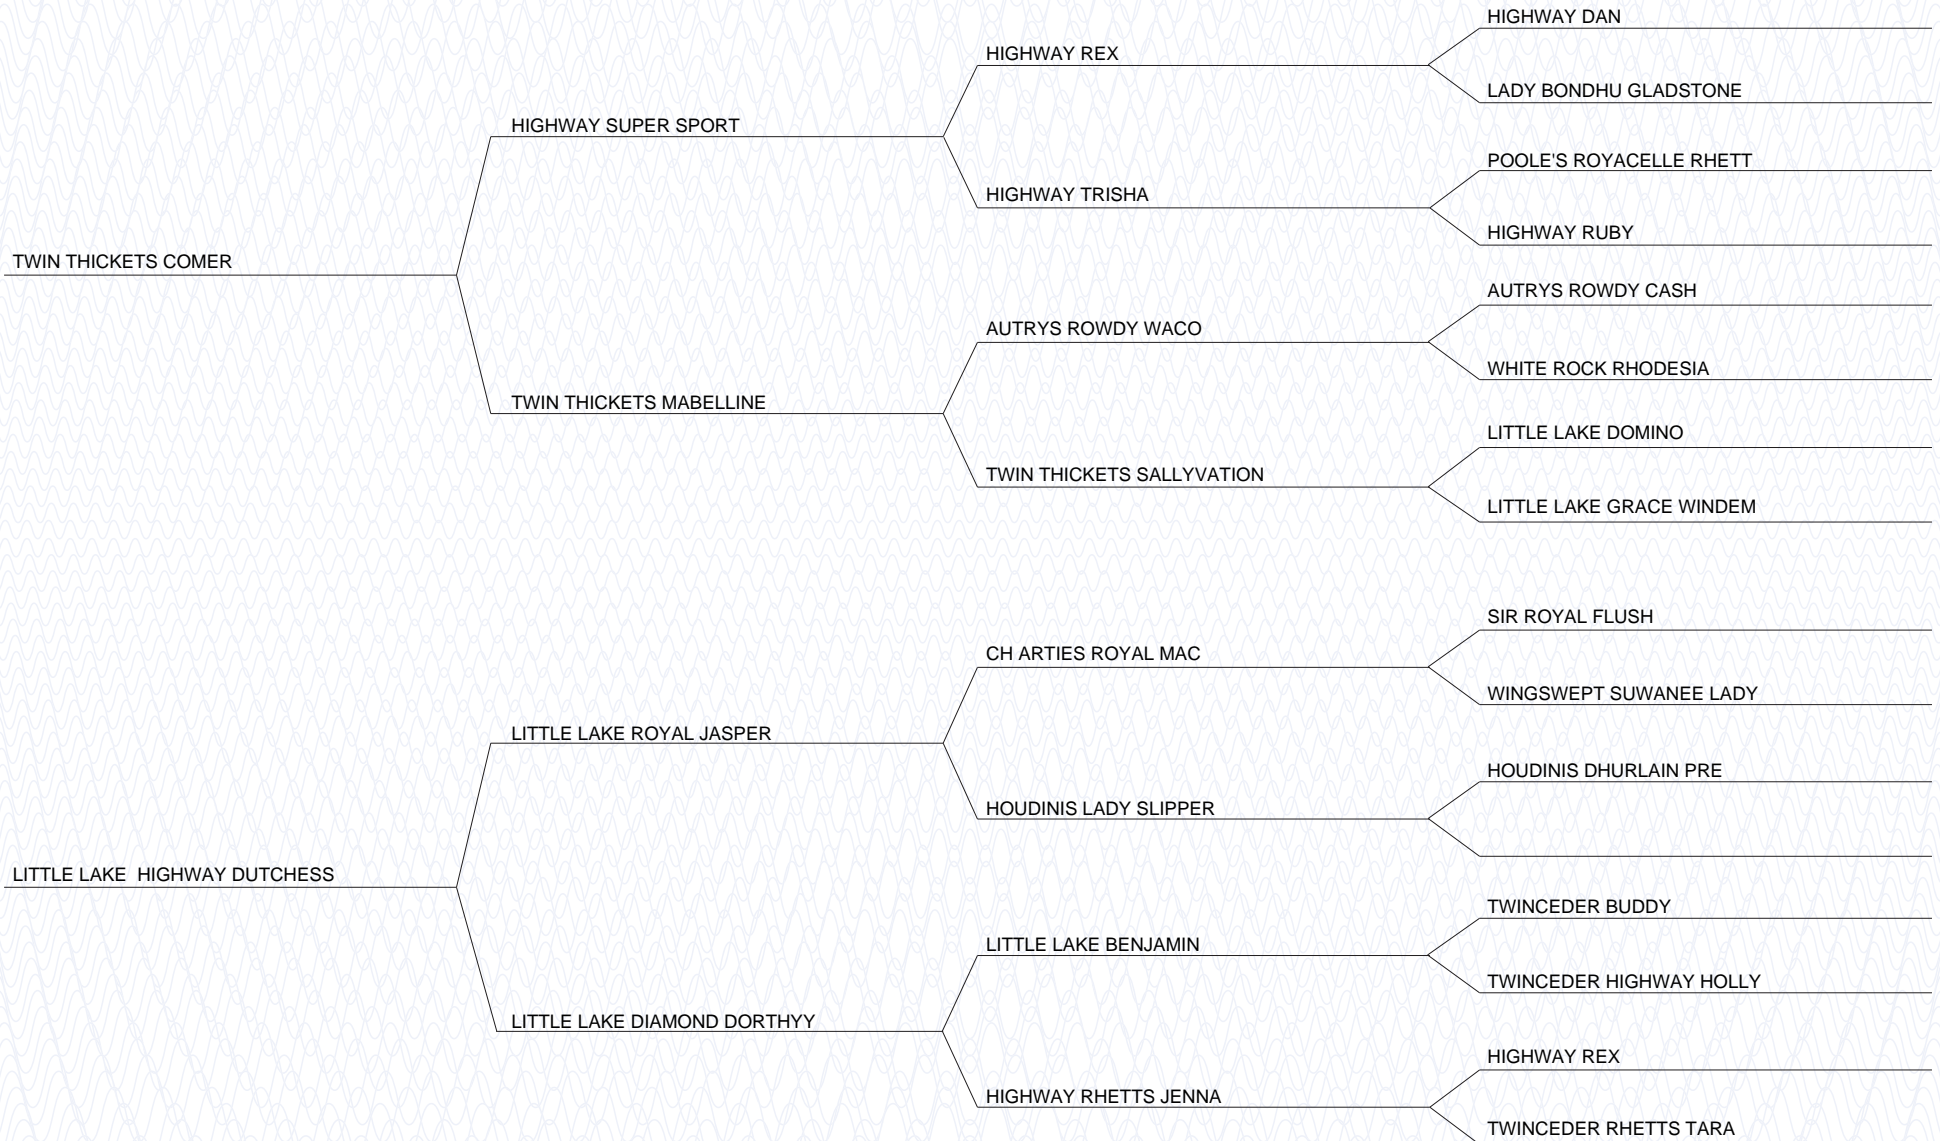 HIGHWAY DAN
HIGHWAY REX
LADY BONDHU GLADSTONE
HIGHWAY SUPER SPORT
POOLE'S ROYACELLE RHETT
HIGHWAY TRISHA
HIGHWAY RUBY
TWIN THICKETS COMER
AUTRYS ROWDY CASH
AUTRYS ROWDY WACO
WHITE ROCK RHODESIA
TWIN THICKETS MABELLINE
LITTLE LAKE DOMINO
TWIN THICKETS SALLYVATION
LITTLE LAKE GRACE WINDEM
SIR ROYAL FLUSH
CH ARTIES ROYAL MAC
WINGSWEPT SUWANEE LADY
LITTLE LAKE ROYAL JASPER
HOUDINIS DHURLAIN PRE
HOUDINIS LADY SLIPPER
LITTLE LAKE  HIGHWAY DUTCHESS
TWINCEDER BUDDY
LITTLE LAKE BENJAMIN
TWINCEDER HIGHWAY HOLLY
LITTLE LAKE DIAMOND DORTHYY
HIGHWAY REX
HIGHWAY RHETTS JENNA
TWINCEDER RHETTS TARA